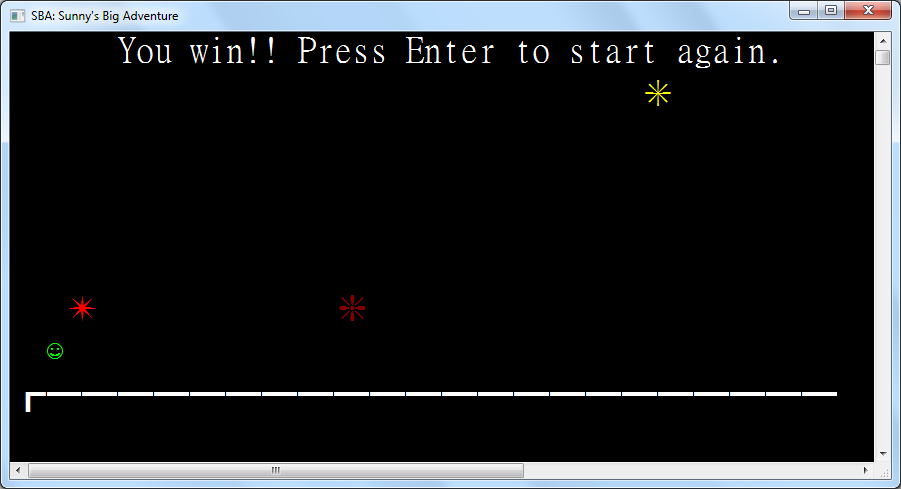 SBA: Sunny's Big Adventure
You win!! Press Enter to start again.